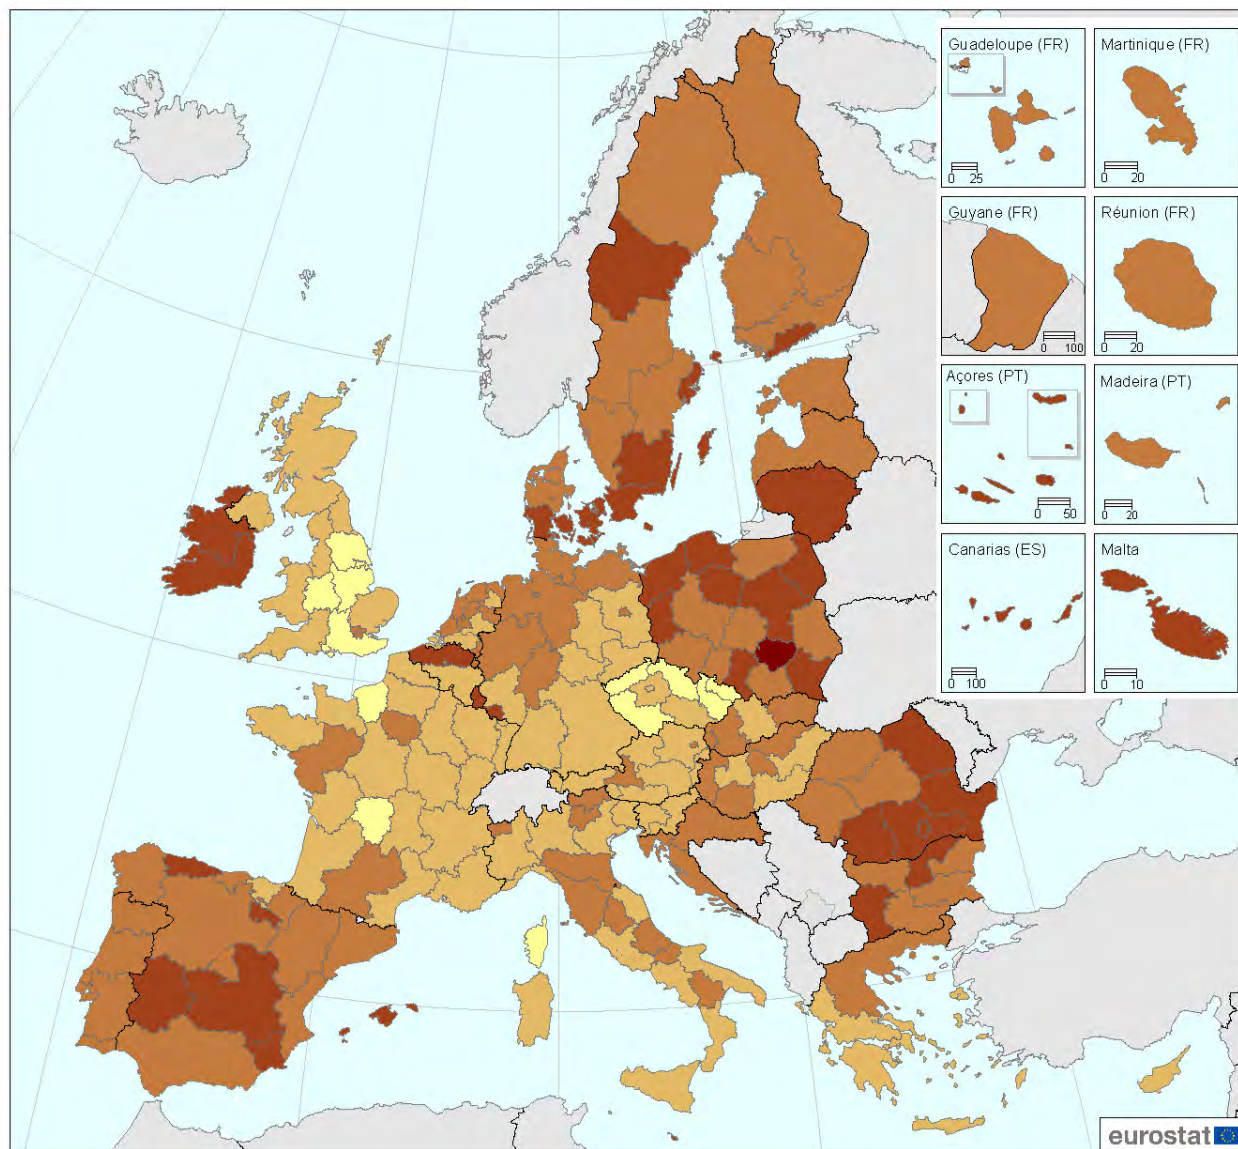 Guadeloupe (FR)
0 25
Martinique (FR)
0 20
Guyane (FR)
0 100
Réunion (FR)
0 20
Açores (PT)
0 50
Madeira (PT)
0 20
Canarias (ES)
0 100
Malta
0 10
eurostat